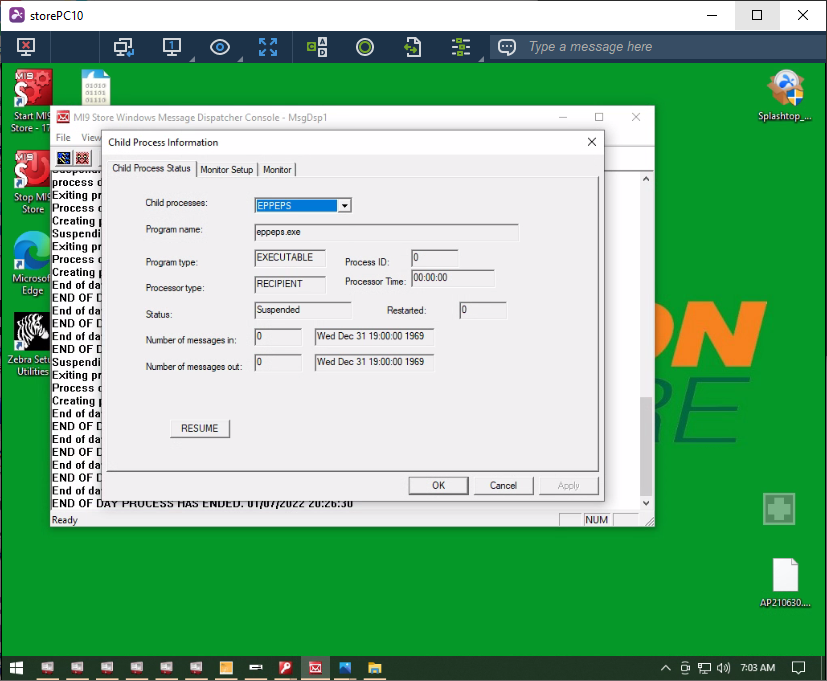 storePC10
1
A
B
D
Type a message here
MI9
S
Start MI9
Store - 17
01010
01101
01110
Splashtop_...
MI9 Store Windows Message Dispatcher Console - MsgDsp1
File View
Child Process Information
Child Process Status Monitor Setup Monitor
MI9
S
Stop MI9
Store
Child processes: EPPEPS
Program name: eppeps.exe
Program type: EXECUTABLE Process ID: 0
Processor type: RECIPIENT Processor Time: 00:00:00
Status: Suspended Restarted: 0
Number of messages in: 0 Wed Dec 31 19:00:00 1969
Number of messages out: 0 Wed Dec 31 19:00:00 1969
RESUME
OK Cancel Apply
process
Exiting
Process
Creating
Suspend
Exiting
Process
Creating
End of da
END OF D
End of da
END OF D
End of da
END OF D
Suspendi
Exiting
Process
Creating
End of da
END OF D
End of da
END OF D
End of da
END OF D
End of da
END OF DAY PROCESS HAS ENDED. 01/07/2022 20:26:30
Ready NUM
Microsoft
Edge
Zebra Setu
Utilities
ON
RE
AP210630....
7:03 AM